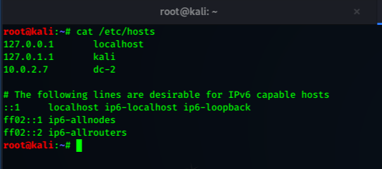 root@kali: ~
root@kali:~# cat /etc/hosts
127.0.0.1 localhost
127.0.1.1 kali
10.0.2.7 dc-2
# The following lines are desirable for IPv6 capable hosts
::1 localhost ip6-localhost ip6-loopback
ff02::1 ip6-allnodes
ff02::2 ip6-allrouters
root@kali:~#